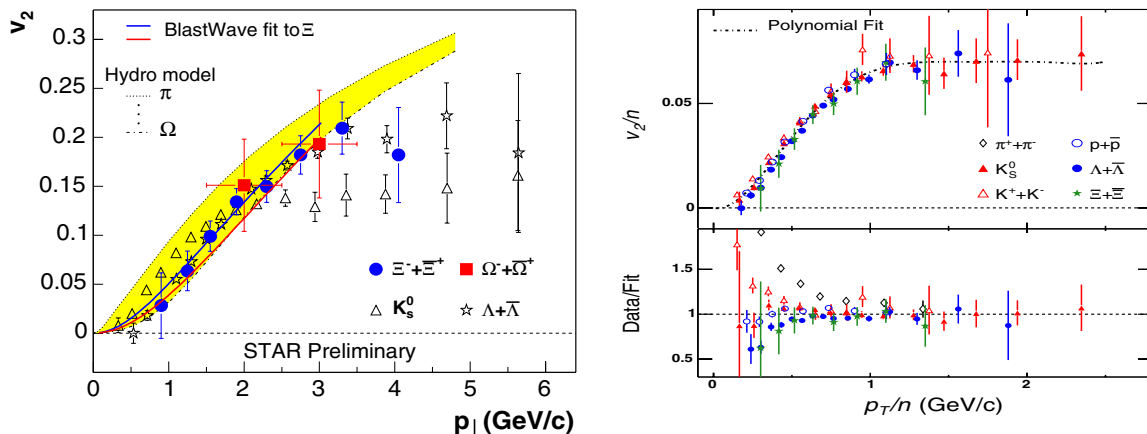 v₂
0.3
0.25
0.2
0.15
0.1
0.05
0
BlastWave fit to Ξ
Hydro model
π
Ω
Ξ⁻+Ξ̅⁺
Ω⁻+Ω̅⁺
K⁰ₛ
Λ+Λ̅
STAR Preliminary
0 1 2 3 4 5 6
p⊥ (GeV/c)
Polynomial Fit
v₂/n
0.05
0
π⁺+π⁻
p+p̅
K⁰S
Λ+Λ̅
K⁺+K⁻
Ξ+Ξ̅
Data/Fit
1.5
1
0.5
0 1 2
pT/n (GeV/c)